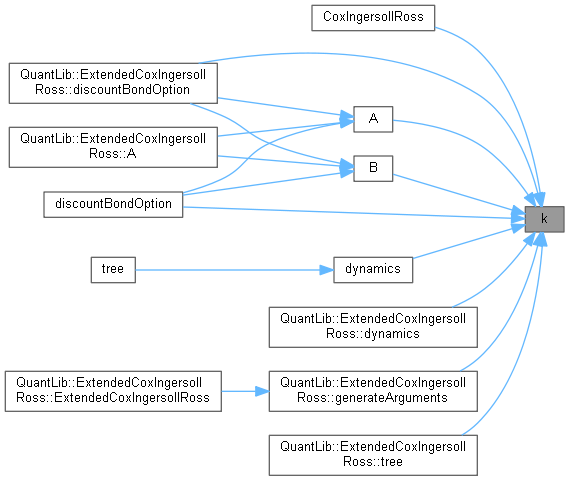 CoxIngersollRoss
QuantLib::ExtendedCoxIngersoll
Ross::discountBondOption
A
QuantLib::ExtendedCoxIngersoll
Ross::A
B
discountBondOption
k
tree
dynamics
QuantLib::ExtendedCoxIngersoll
Ross::dynamics
QuantLib::ExtendedCoxIngersoll
Ross::ExtendedCoxIngersollRoss
QuantLib::ExtendedCoxIngersoll
Ross::generateArguments
QuantLib::ExtendedCoxIngersoll
Ross::tree